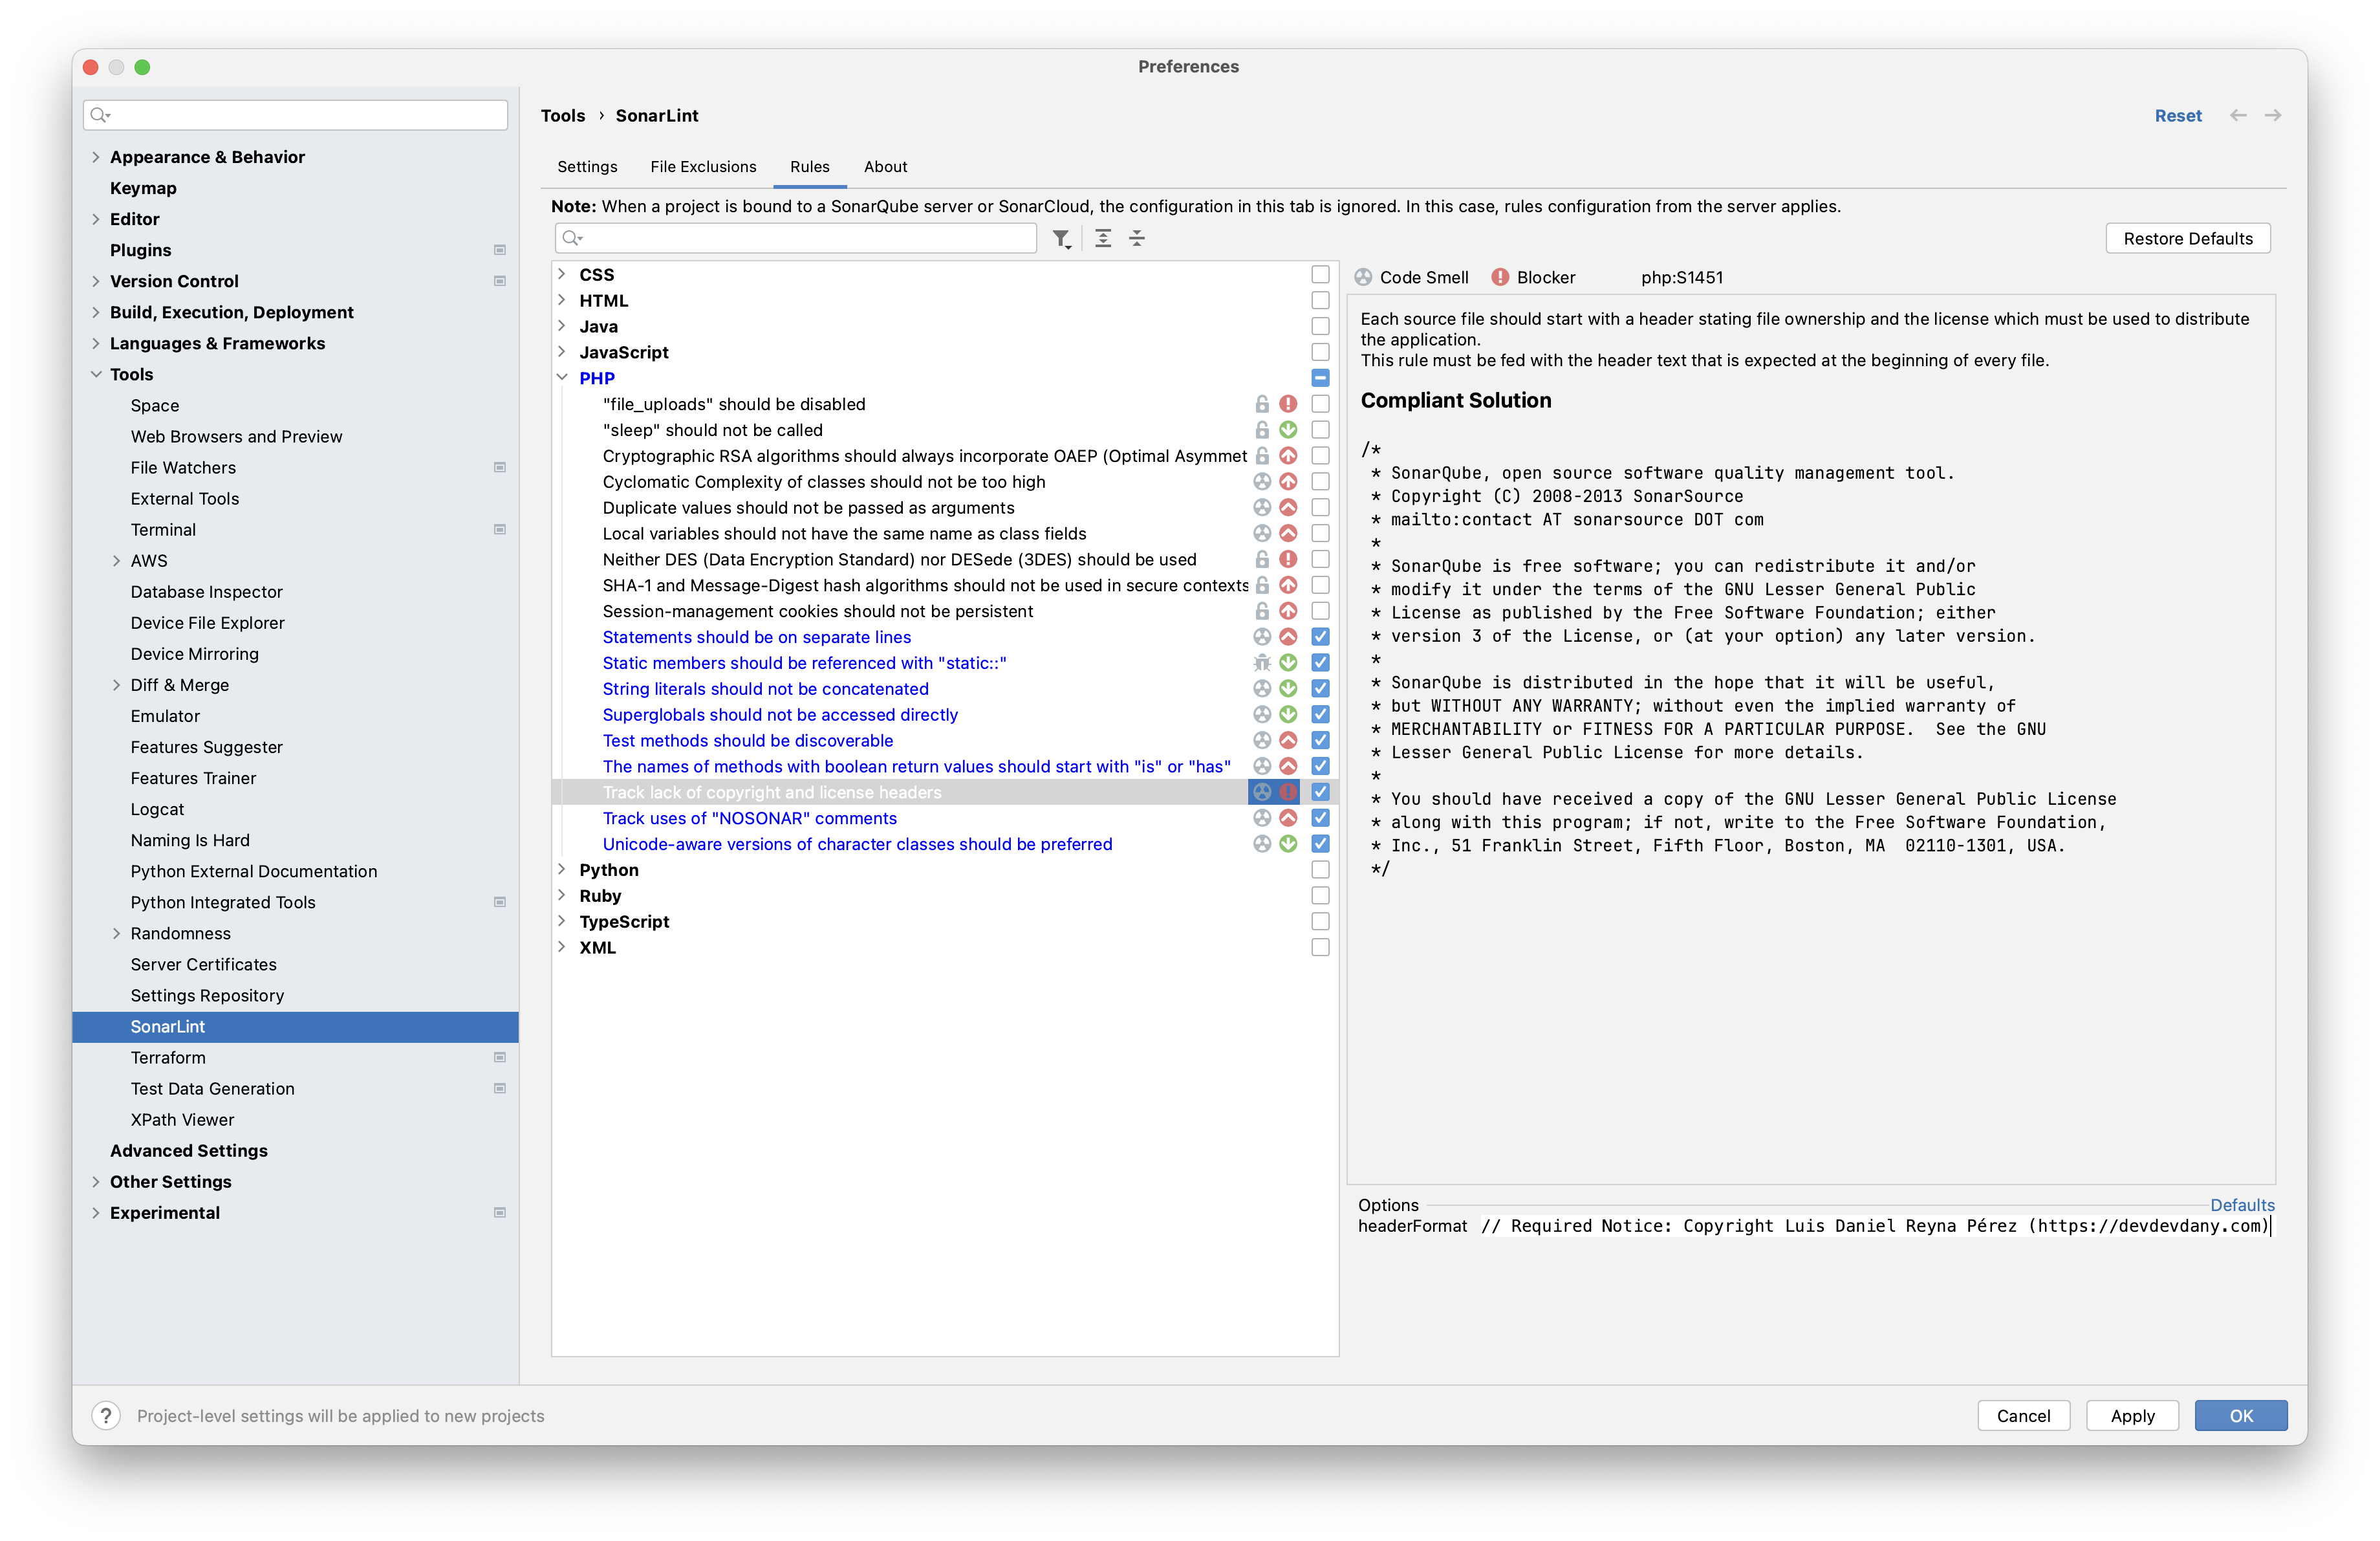 Preferences
Appearance & Behavior
Keymap
Editor
Plugins
Version Control
Build, Execution, Deployment
Languages & Frameworks
Tools
Space
Web Browsers and Preview
File Watchers
External Tools
Terminal
AWS
Database Inspector
Device File Explorer
Device Mirroring
Diff & Merge
Emulator
Features Suggester
Features Trainer
Logcat
Naming Is Hard
Python External Documentation
Python Integrated Tools
Randomness
Server Certificates
Settings Repository
SonarLint
Terraform
Test Data Generation
XPath Viewer
Advanced Settings
Other Settings
Experimental
Tools › SonarLint
Reset
Settings File Exclusions Rules About
Note: When a project is bound to a SonarQube server or SonarCloud, the configuration in this tab is ignored. In this case, rules configuration from the server applies.
Restore Defaults
CSS
HTML
Java
JavaScript
PHP
"file_uploads" should be disabled
"sleep" should not be called
Cryptographic RSA algorithms should always incorporate OAEP (Optimal Asymmet
Cyclomatic Complexity of classes should not be too high
Duplicate values should not be passed as arguments
Local variables should not have the same name as class fields
Neither DES (Data Encryption Standard) nor DESede (3DES) should be used
SHA-1 and Message-Digest hash algorithms should not be used in secure contexts
Session-management cookies should not be persistent
Statements should be on separate lines
Static members should be referenced with "static::"
String literals should not be concatenated
Superglobals should not be accessed directly
Test methods should be discoverable
The names of methods with boolean return values should start with "is" or "has"
Track lack of copyright and license headers
Track uses of "NOSONAR" comments
Unicode-aware versions of character classes should be preferred
Python
Ruby
TypeScript
XML
Code Smell Blocker php:S1451
Each source file should start with a header stating file ownership and the license which must be used to distribute
the application.
This rule must be fed with the header text that is expected at the beginning of every file.
Compliant Solution
/*
 * SonarQube, open source software quality management tool.
 * Copyright (C) 2008-2013 SonarSource
 * mailto:contact AT sonarsource DOT com
 *
 * SonarQube is free software; you can redistribute it and/or
 * modify it under the terms of the GNU Lesser General Public
 * License as published by the Free Software Foundation; either
 * version 3 of the License, or (at your option) any later version.
 *
 * SonarQube is distributed in the hope that it will be useful,
 * but WITHOUT ANY WARRANTY; without even the implied warranty of
 * MERCHANTABILITY or FITNESS FOR A PARTICULAR PURPOSE.  See the GNU
 * Lesser General Public License for more details.
 *
 * You should have received a copy of the GNU Lesser General Public License
 * along with this program; if not, write to the Free Software Foundation,
 * Inc., 51 Franklin Street, Fifth Floor, Boston, MA  02110-1301, USA.
 */
Options Defaults
headerFormat // Required Notice: Copyright Luis Daniel Reyna Pérez (https://devdevdany.com)
? Project-level settings will be applied to new projects
Cancel Apply OK